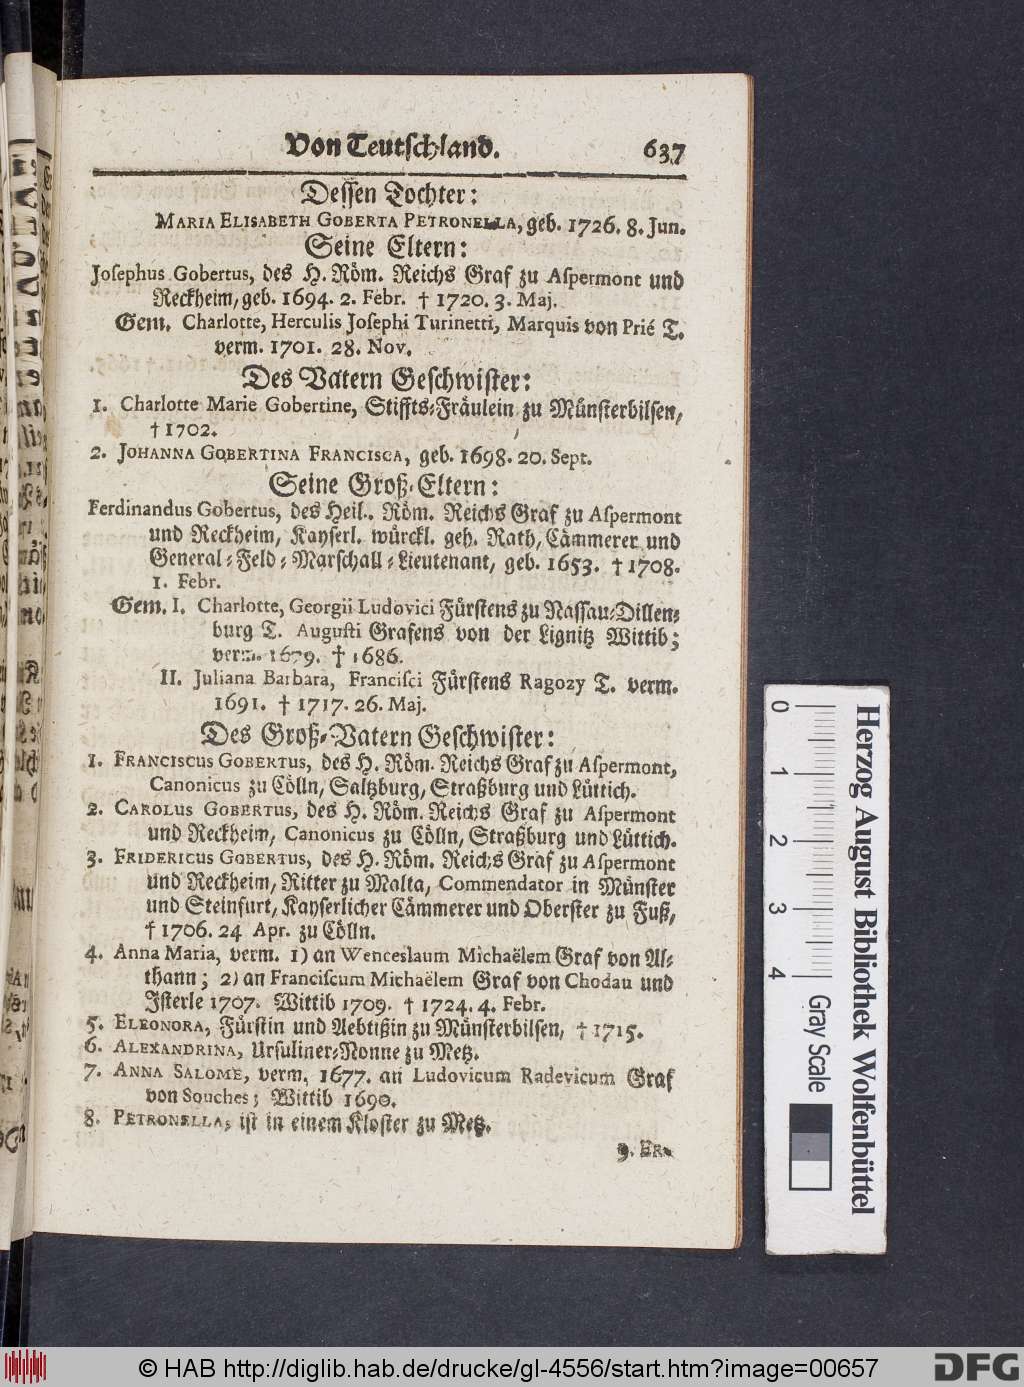 Von Teutschland. 637
Dessen Tochter:
MARIA ELISABETH GOBERTA PETRONELLA, geb. 1726. 8. Jun.
Seine Eltern:
Josephus Gobertus, des H. Röm. Reichs Graf zu Aspermont und
Reckheim, geb. 1694. 2. Febr. † 1720. 3. Maj.
Gem. Charlotte, Herculis Josephi Turinetti, Marquis von Prié T.
verm. 1701. 28. Nov.
Des Vatern Geschwister:
1. Charlotte Marie Gobertine, Stiffts-Fräulein zu Münsterbilsen,
† 1702.
2. JOHANNA GOBERTINA FRANCISCA, geb. 1698. 20. Sept.
Seine Groß-Eltern:
Ferdinandus Gobertus, des Heil. Röm. Reichs Graf zu Aspermont
und Reckheim, Kayserl. würckl. geh. Rath, Cämmerer und
General-Feld-Marschall-Lieutenant, geb. 1653. † 1708.
1. Febr.
Gem. I. Charlotte, Georgii Ludovici Fürstens zu Nassau-Dillen-
burg T. Augusti Grafens von der Lignitz Wittib;
verm. 1679. † 1686.
II. Juliana Barbara, Francisci Fürstens Ragozy T. verm.
1691. † 1717. 26. Maj.
Des Groß-Vatern Geschwister:
1. FRANCISCUS GOBERTUS, des H. Röm. Reichs Graf zu Aspermont,
Canonicus zu Cölln, Saltzburg, Straßburg und Lüttich.
2. CAROLUS GOBERTUS, des H. Röm. Reichs Graf zu Aspermont
und Reckheim, Canonicus zu Cölln, Straßburg und Lüttich.
3. FRIDERICUS GOBERTUS, des H. Röm. Reichs Graf zu Aspermont
und Reckheim, Ritter zu Malta, Commendator in Münster
und Steinfurt, Kayserlicher Cämmerer und Oberster zu Fuß,
† 1706. 24 Apr. zu Cölln.
4. Anna Maria, verm. 1) an Wenceslaum Michaëlem Graf von Al-
thann; 2) an Franciscum Michaëlem Graf von Chodau und
Isterle 1707. Wittib 1709. † 1724. 4. Febr.
5. ELEONORA, Fürstin und Aebtißin zu Münsterbilsen, † 1715.
6. ALEXANDRINA, Ursuliner-Nonne zu Metz.
7. ANNA SALOME, verm. 1677. an Ludovicum Radevicum Graf
von Souches; Wittib 1690.
8. PETRONELLA, ist in einem Kloster zu Metz.
9. ER-
0 1 2 3 4
Gray Scale
Herzog August Bibliothek Wolfenbüttel
© HAB http://diglib.hab.de/drucke/gl-4556/start.htm?image=00657
DFG